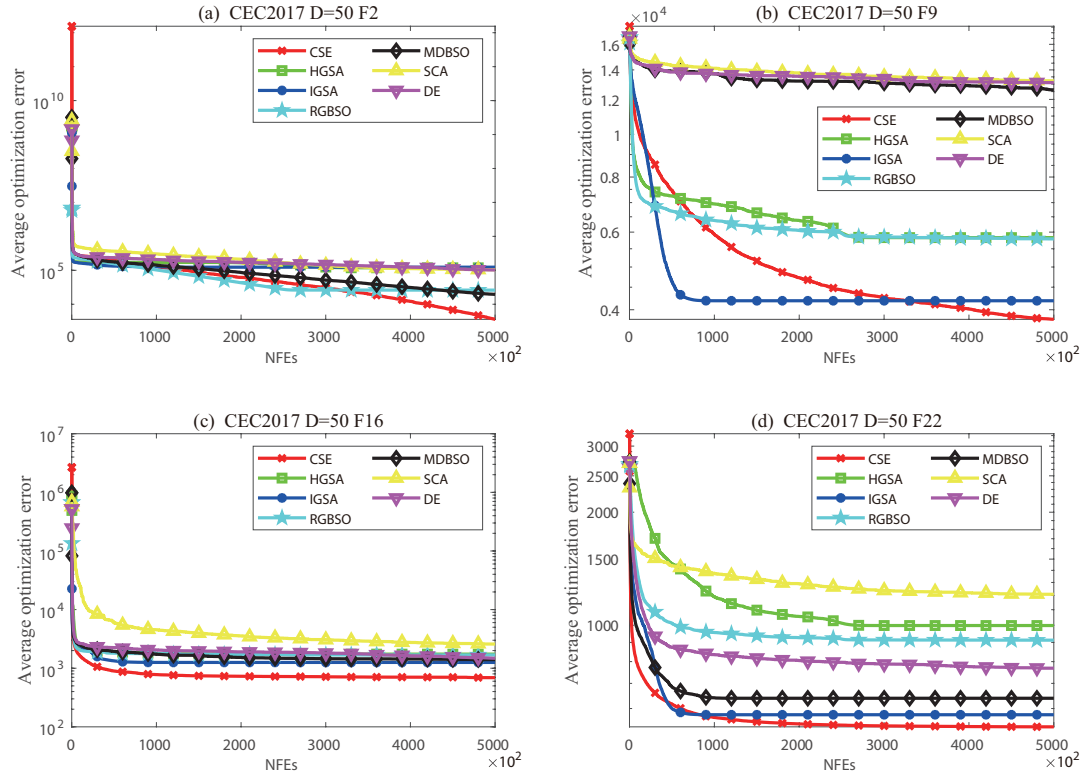 (a) CEC2017 D=50 F2
Average optimization error
10^10
10^5
CSE
HGSA
IGSA
RGBSO
MDBSO
SCA
DE
0 1000 2000 3000 4000 5000
NFEs
×10^2
(b) CEC2017 D=50 F9
×10^4
Average optimization error
1.6
1.4
1.2
1
0.8
0.6
0.4
CSE
HGSA
IGSA
RGBSO
MDBSO
SCA
DE
0 1000 2000 3000 4000 5000
NFEs
×10^2
(c) CEC2017 D=50 F16
Average optimization error
10^7
10^6
10^5
10^4
10^3
10^2
CSE
HGSA
IGSA
RGBSO
MDBSO
SCA
DE
0 1000 2000 3000 4000 5000
NFEs
×10^2
(d) CEC2017 D=50 F22
Average optimization error
3000
2500
2000
1500
1000
CSE
HGSA
IGSA
RGBSO
MDBSO
SCA
DE
0 1000 2000 3000 4000 5000
NFEs
×10^2